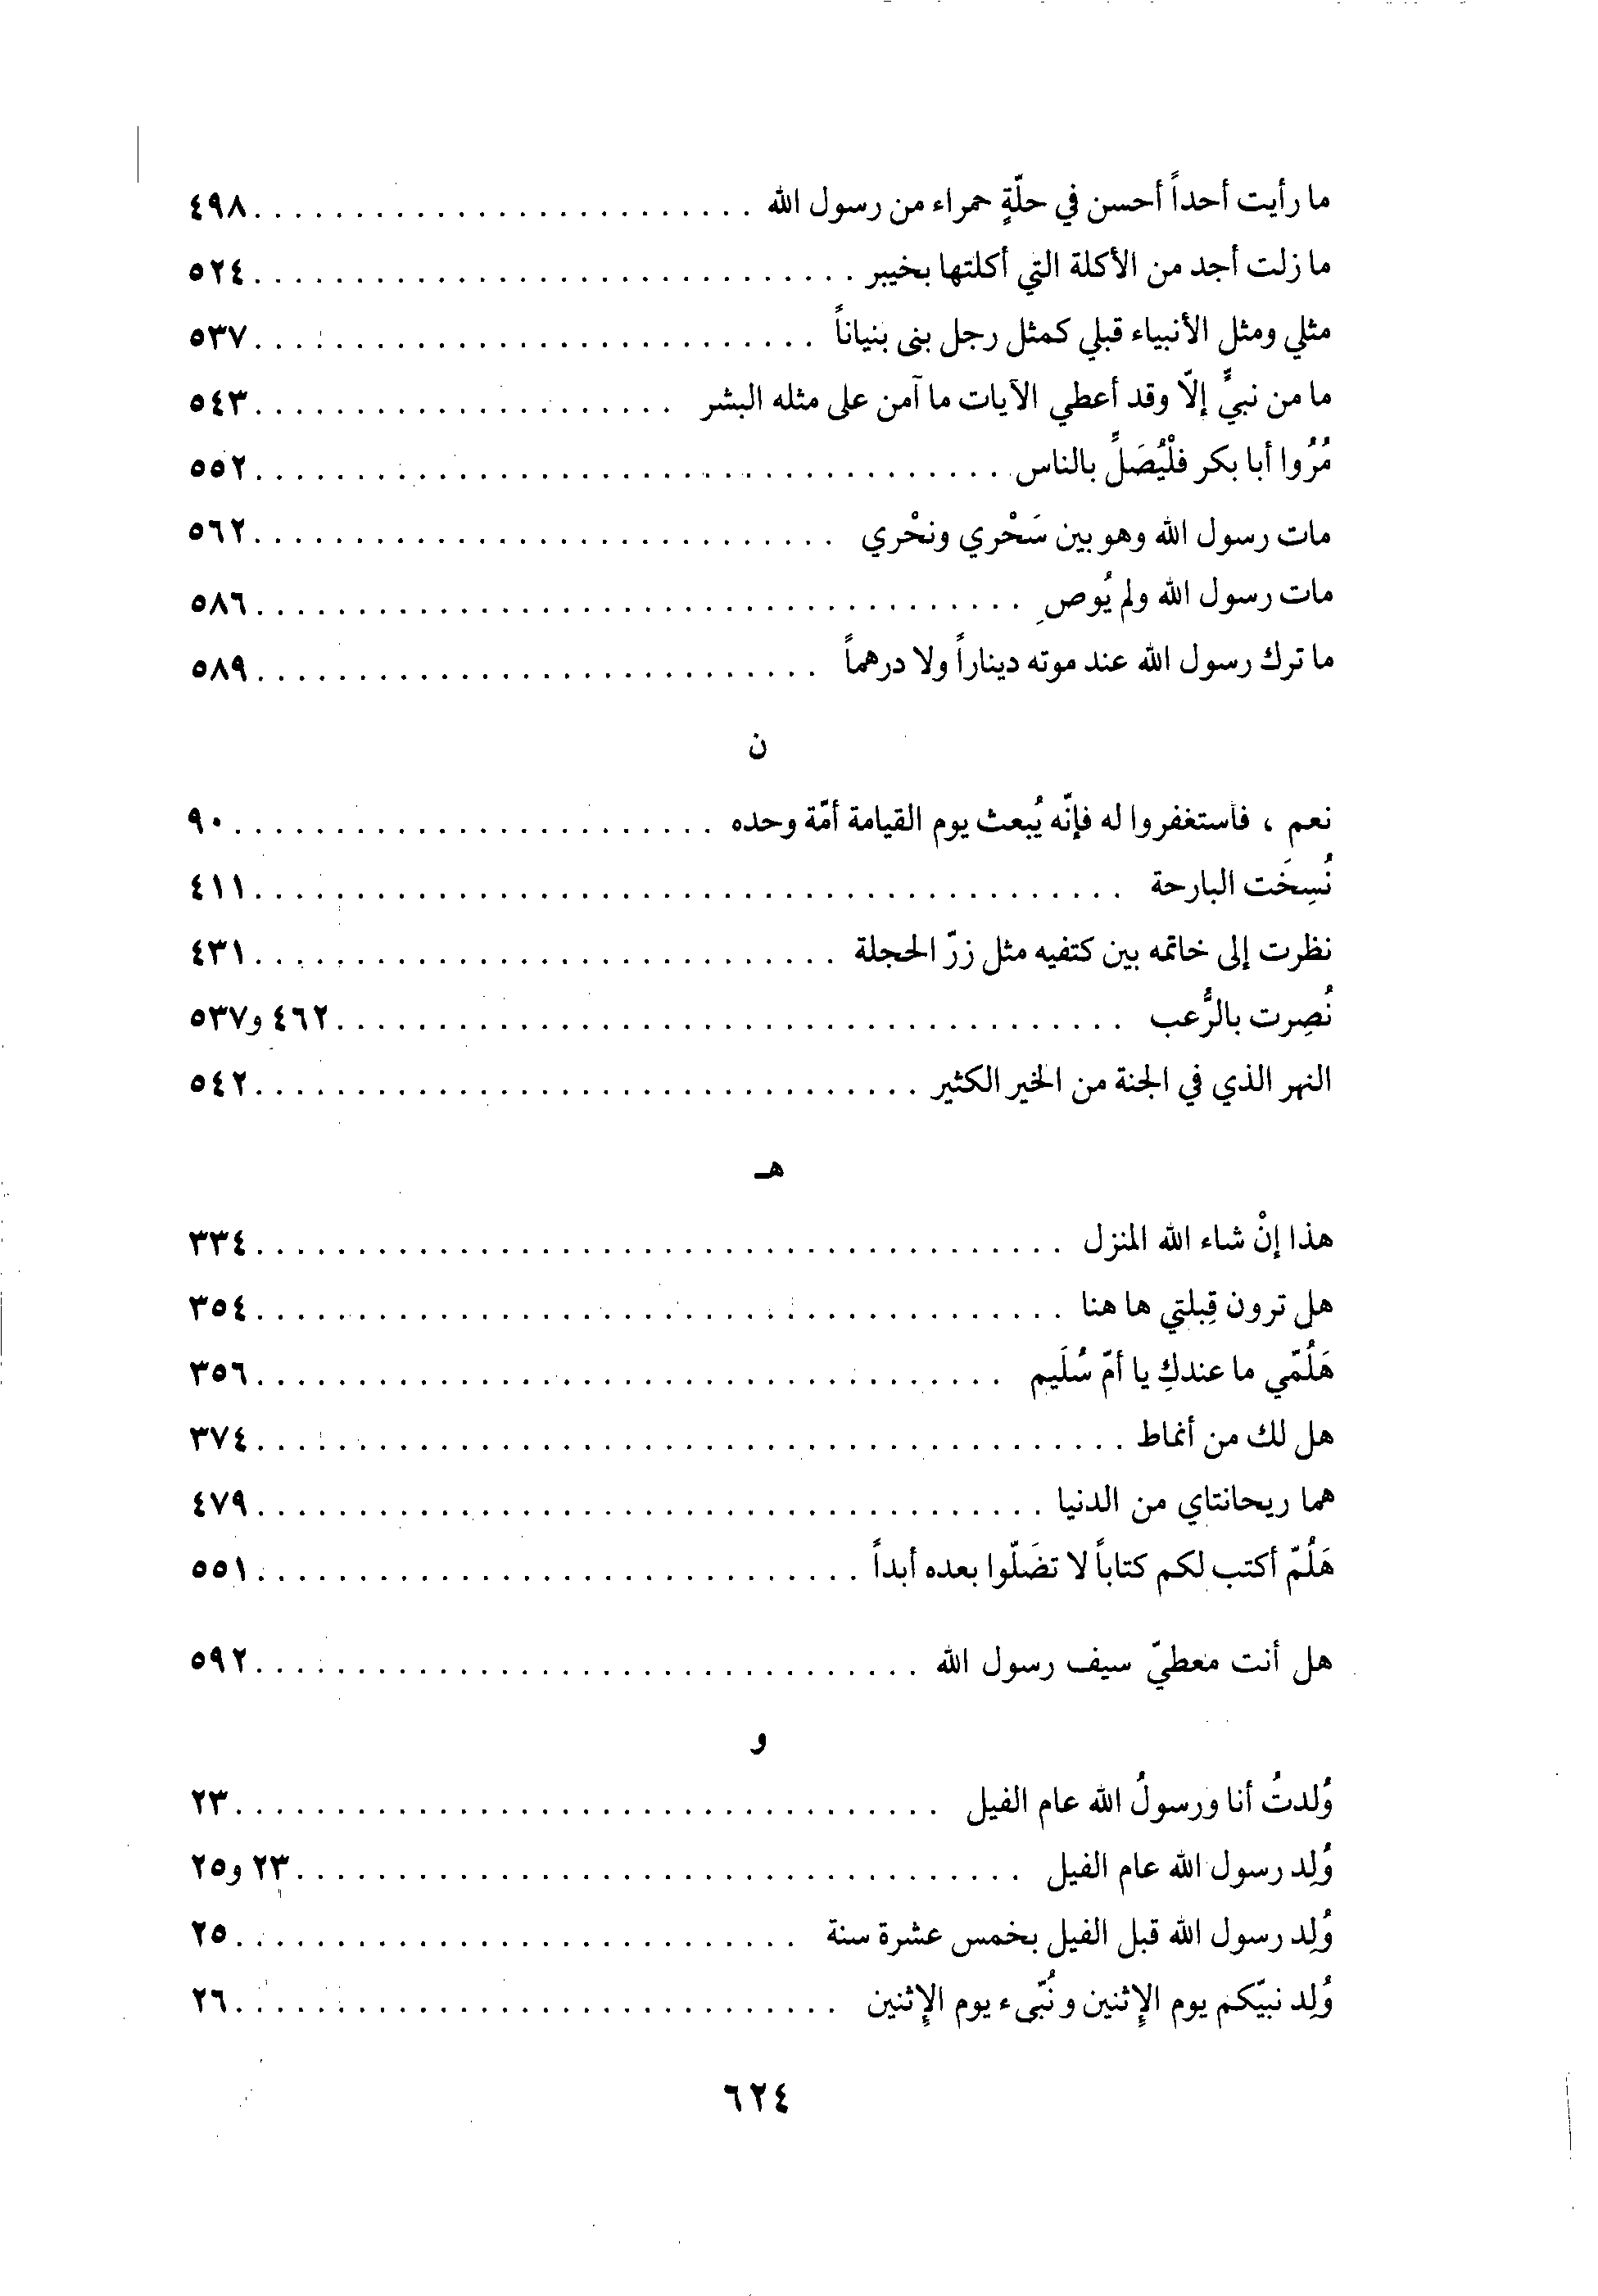 ما رأيت أحداً أحسن في حلّةٍ حمراء من رسول الله . . . . . . . . . . . . . . . . . . . . . . . . . ٤٩٨
ما زلت أجد من الأكلة التي أكلتها بخيبر . . . . . . . . . . . . . . . . . . . . . . . . . . . . . . ٥٢٤
مثلي ومثل الأنبياء قبلي كمثل رجل بنى بنياناً . . . . . . . . . . . . . . . . . . . . . . . . . . . . ٥٣٧
ما من نبيٍّ إلّا وقد أعطي الآيات ما آمن على مثله البشر . . . . . . . . . . . . . . . . . . . . . ٥٤٣
مُرُوا أبا بكر فلْيُصَلِّ بالناس . . . . . . . . . . . . . . . . . . . . . . . . . . . . . . . . . . . . . ٥٥٢
مات رسول الله وهو بين سَحْري ونحْري . . . . . . . . . . . . . . . . . . . . . . . . . . . . . ٥٦٢
مات رسول الله ولم يُوصِ . . . . . . . . . . . . . . . . . . . . . . . . . . . . . . . . . . . . . . ٥٨٦
ما ترك رسول الله عند موته ديناراً ولا درهماً . . . . . . . . . . . . . . . . . . . . . . . . . . . . ٥٨٩
ن
نعم ، فاستغفروا له فإنّه يُبعث يوم القيامة أمّة وحده . . . . . . . . . . . . . . . . . . . . . . . . ٩٠
نُسِخَت البارحة . . . . . . . . . . . . . . . . . . . . . . . . . . . . . . . . . . . . . . . . . . . ٤١١
نظرت إلى خاتمه بين كتفيه مثل زرّ الحجلة . . . . . . . . . . . . . . . . . . . . . . . . . . . . . ٤٣١
نُصِرت بالرُّعب . . . . . . . . . . . . . . . . . . . . . . . . . . . . . . . . . . . . . . . ٤٦٢ و٥٣٧
النهر الذي في الجنة من الخير الكثير . . . . . . . . . . . . . . . . . . . . . . . . . . . . . . . . . ٥٤٢
هـ
هذا إنْ شاء الله المنزل . . . . . . . . . . . . . . . . . . . . . . . . . . . . . . . . . . . . . . . . ٣٣٤
هل ترون قِبلتي ها هنا . . . . . . . . . . . . . . . . . . . . . . . . . . . . . . . . . . . . . . . . ٣٥٤
هَلُمّي ما عندكِ يا أمّ سُلَيم . . . . . . . . . . . . . . . . . . . . . . . . . . . . . . . . . . . . . ٣٥٦
هل لك من أنماط . . . . . . . . . . . . . . . . . . . . . . . . . . . . . . . . . . . . . . . . . . . ٣٧٤
هما ريحانتاي من الدنيا . . . . . . . . . . . . . . . . . . . . . . . . . . . . . . . . . . . . . . . ٤٧٩
هَلُمّ أكتب لكم كتاباً لا تضَلّوا بعده أبداً . . . . . . . . . . . . . . . . . . . . . . . . . . . . . . ٥٥١
هل أنت معطيّ سيف رسول الله . . . . . . . . . . . . . . . . . . . . . . . . . . . . . . . . . ٥٩٢
و
وُلدتُ أنا ورسولُ الله عام الفيل . . . . . . . . . . . . . . . . . . . . . . . . . . . . . . . . . . . ٢٣
وُلِد رسول الله عام الفيل . . . . . . . . . . . . . . . . . . . . . . . . . . . . . . . . . . . . ٢٣ و٢٥
وُلِد رسول الله قبل الفيل بخمس عشرة سنة . . . . . . . . . . . . . . . . . . . . . . . . . . . . ٢٥
وُلِد نبيّكم يوم الإثنين ونُبّىء يوم الإثنين . . . . . . . . . . . . . . . . . . . . . . . . . . . . . . ٢٦
٦٢٤